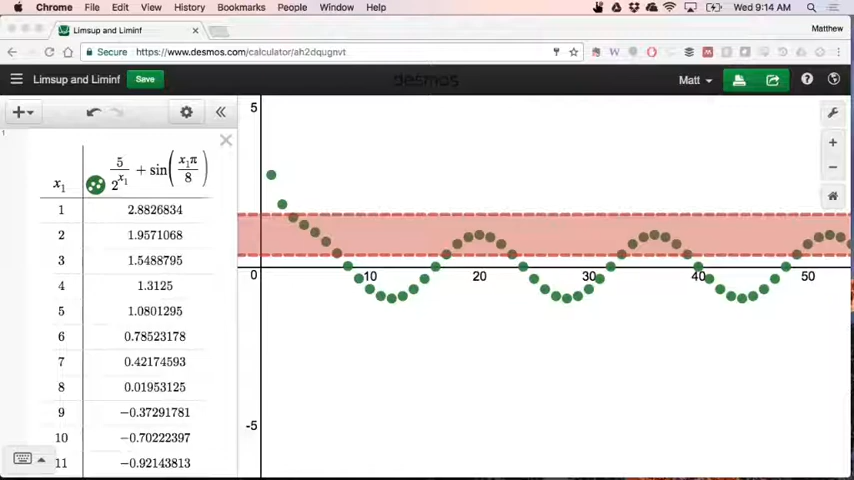 Chrome File Edit View History Bookmarks People Window Help Wed 9:14 AM
Limsup and Liminf Matthew
Secure https://www.desmos.com/calculator/ah2dqugnvt
Limsup and Liminf Save desmos Matt
1
x₁ 5/2^x₁ + sin(x₁π/8)
1 2.8826834
2 1.9571068
3 1.5488795
4 1.3125
5 1.0801295
6 0.78523178
7 0.42174593
8 0.01953125
9 −0.37291781
10 −0.70222397
11 −0.92143813
5
0 10 20 30 40 50
-5